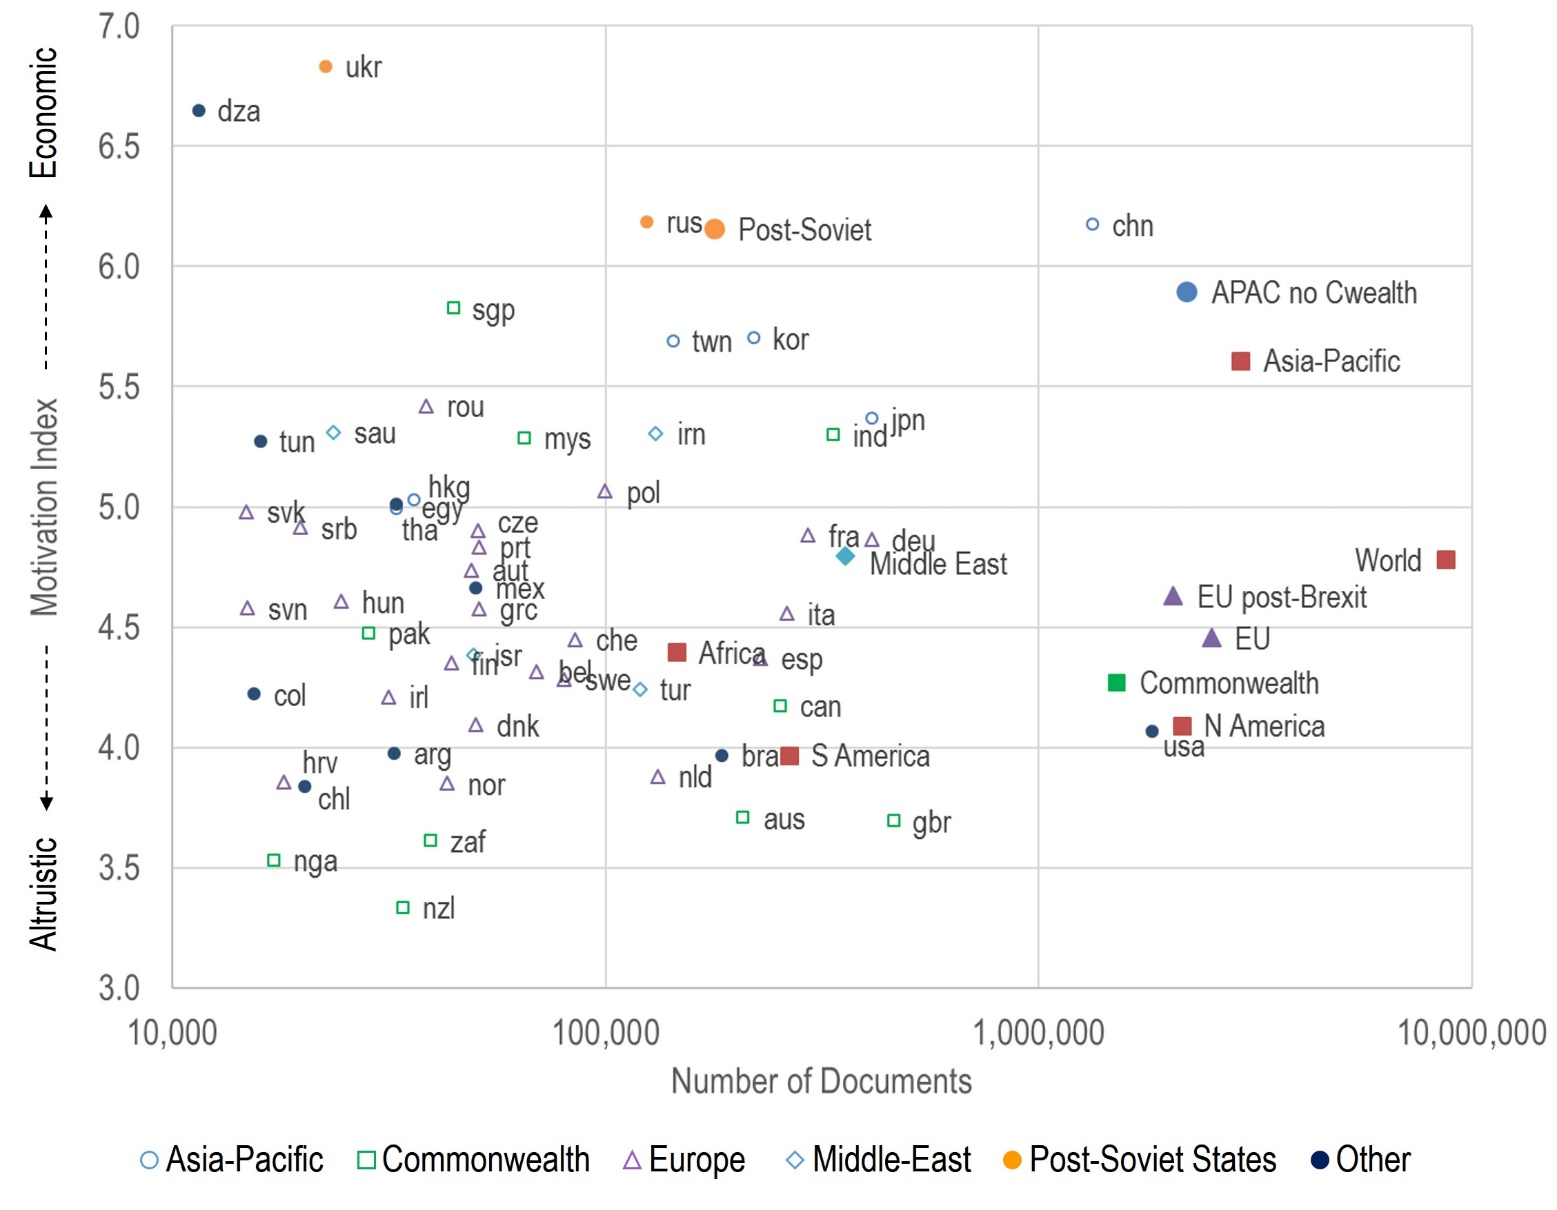 7.0
6.5
6.0
5.5
5.0
4.5
4.0
3.5
3.0
Economic
Motivation Index
Altruistic
ukr
dza
rus
Post-Soviet
chn
APAC no Cwealth
sgp
twn
kor
Asia-Pacific
rou
jpn
tun
sau
mys
irn
ind
hkg
pol
egy
svk
srb
tha
cze
fra
deu
prt
Middle East
World
aut
mex
EU post-Brexit
svn
hun
grc
ita
pak
che
EU
Africa
esp
isr
fin
bel
swe
Commonwealth
col
irl
tur
can
dnk
N America
usa
arg
bra
S America
hrv
chl
nor
nld
aus
gbr
zaf
nga
nzl
10,000
100,000
1,000,000
10,000,000
Number of Documents
Asia-Pacific
Commonwealth
Europe
Middle-East
Post-Soviet States
Other